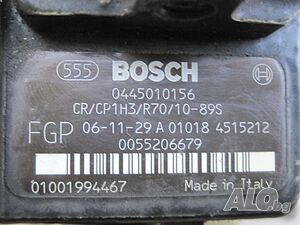 555 BOSCH
0445010156
CR/CP1H3/R70/10-89S
FGP 06-11-29 A 01018 4515212
0055206679
01001994467 Made in Italy
ALO.bg